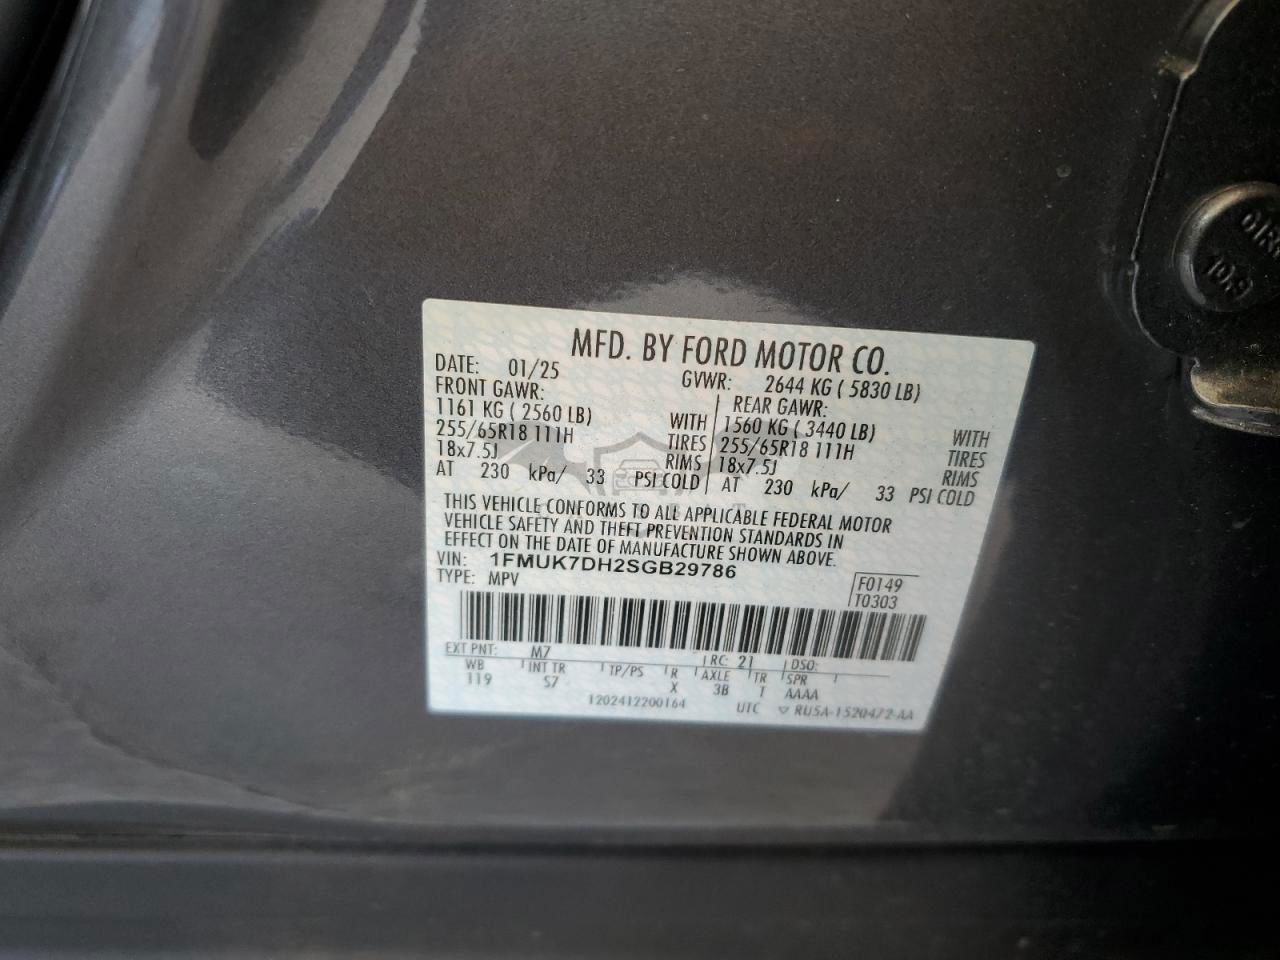 MFD. BY FORD MOTOR CO.
DATE: 01/25 GVWR: 2644 KG ( 5830 LB)
FRONT GAWR: REAR GAWR:
1161 KG ( 2560 LB) WITH 1560 KG ( 3440 LB) WITH
255/65R18 111H TIRES 255/65R18 111H TIRES
18x7.5J RIMS 18x7.5J RIMS
AT 230 kPa/ 33 PSI COLD AT 230 kPa/ 33 PSI COLD
THIS VEHICLE CONFORMS TO ALL APPLICABLE FEDERAL MOTOR
VEHICLE SAFETY AND THEFT PREVENTION STANDARDS IN
EFFECT ON THE DATE OF MANUFACTURE SHOWN ABOVE.
VIN: 1FMUK7DH2SGB29786
TYPE: MPV F0149
T0303
EXT PNT: M7 RC: 21 DSO:
WB INT TR TP/PS R AXLE TR SPR
119 S7 X 3B T AAAA
1202412200164 UTC ▽ RU5A-1520472-AA
10.9